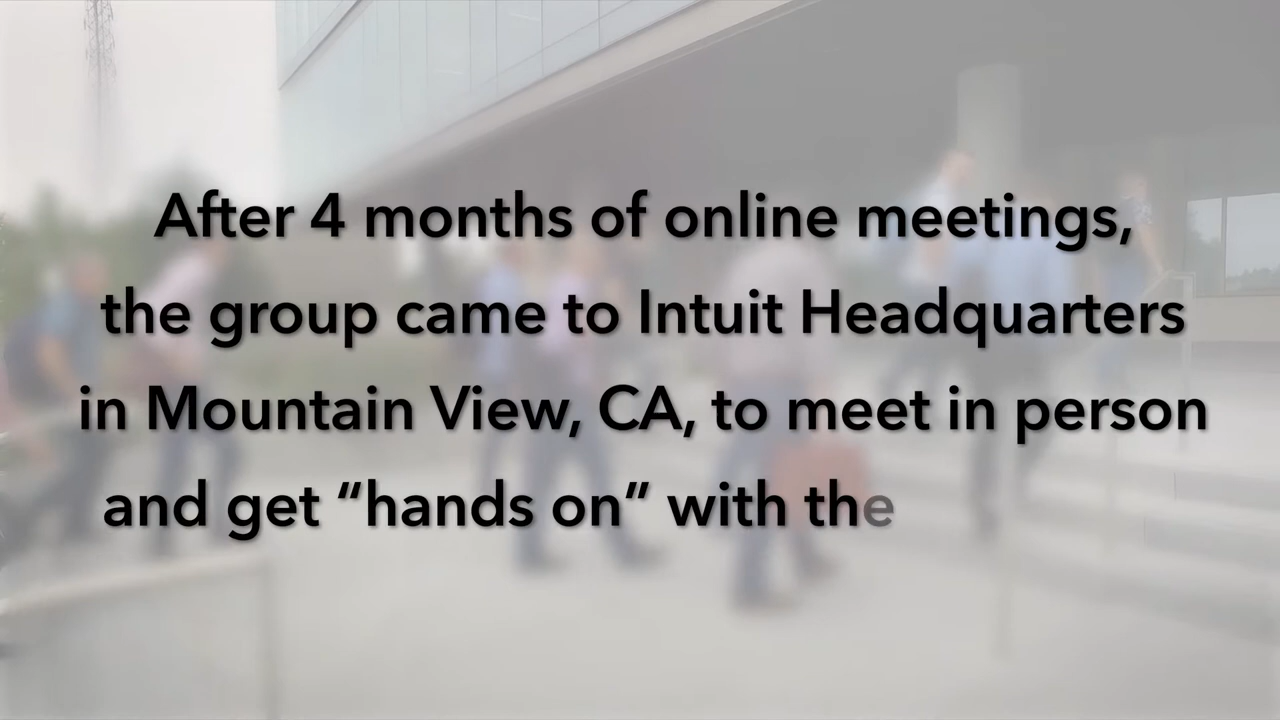 After 4 months of online meetings,
the group came to Intuit Headquarters
in Mountain View, CA, to meet in person
and get “hands on” with the